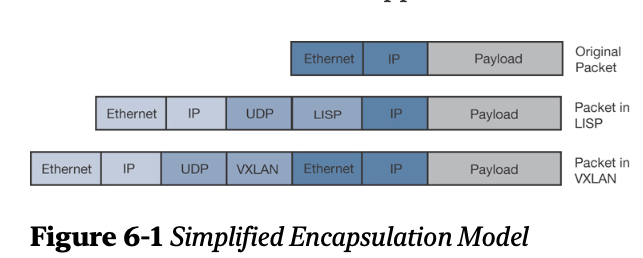 Ethernet IP Payload Original
Packet
Ethernet IP UDP LISP IP Payload Packet in
LISP
Ethernet IP UDP VXLAN Ethernet IP Payload Packet in
VXLAN
Figure 6-1 Simplified Encapsulation Model